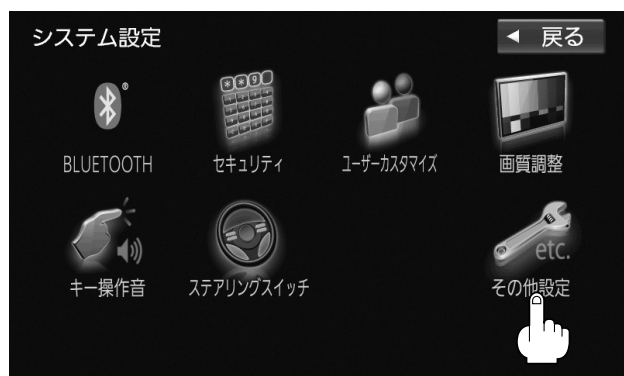 システム設定
◀ 戻る
**90
BLUETOOTH®
セキュリティ
ユーザーカスタマイズ
画質調整
etc.
キー操作音
ステアリングスイッチ
その他設定